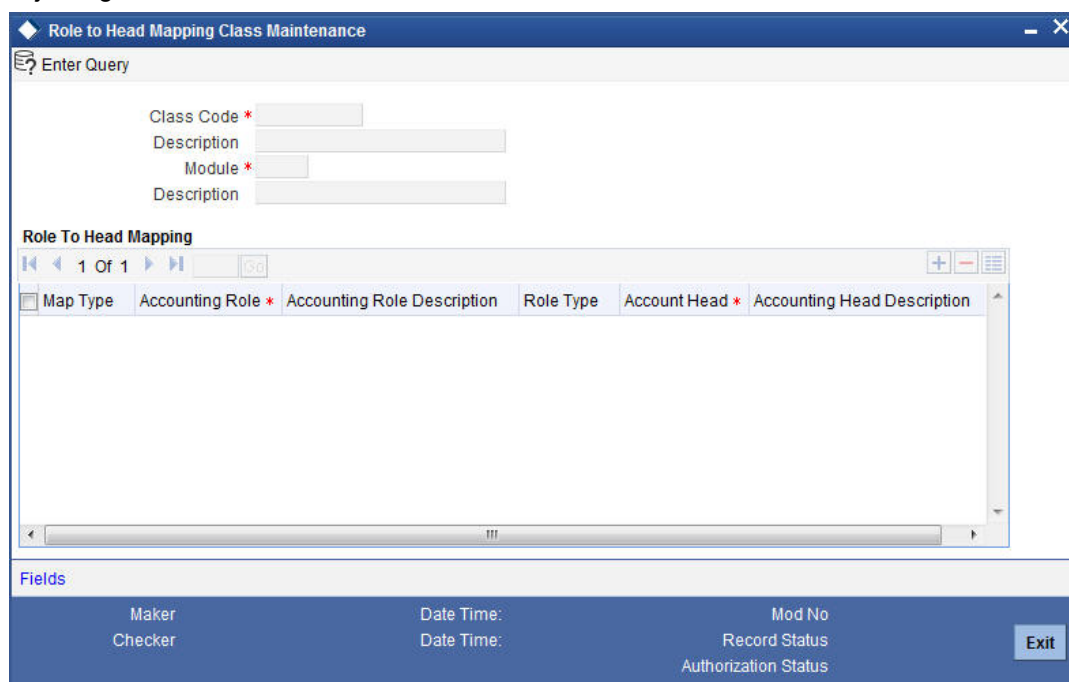 Role to Head Mapping Class Maintenance
Enter Query
Class Code *
Description
Module *
Description
Role To Head Mapping
1 Of 1 Go
Map Type Accounting Role * Accounting Role Description Role Type Account Head * Accounting Head Description
Fields
Maker Date Time: Mod No
Checker Date Time: Record Status Exit
Authorization Status